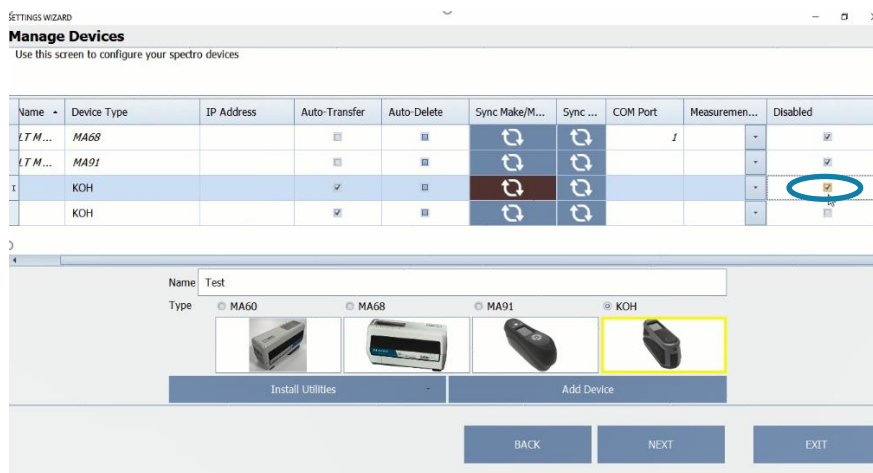 SETTINGS WIZARD
Manage Devices
Use this screen to configure your spectro devices
Name Device Type IP Address Auto-Transfer Auto-Delete Sync Make/M... Sync ... COM Port Measuremen... Disabled
LT M... MA68 1
LT M... MA91
KOH
KOH
Name Test
Type MA60 MA68 MA91 KOH
Install Utilities Add Device
BACK NEXT EXIT